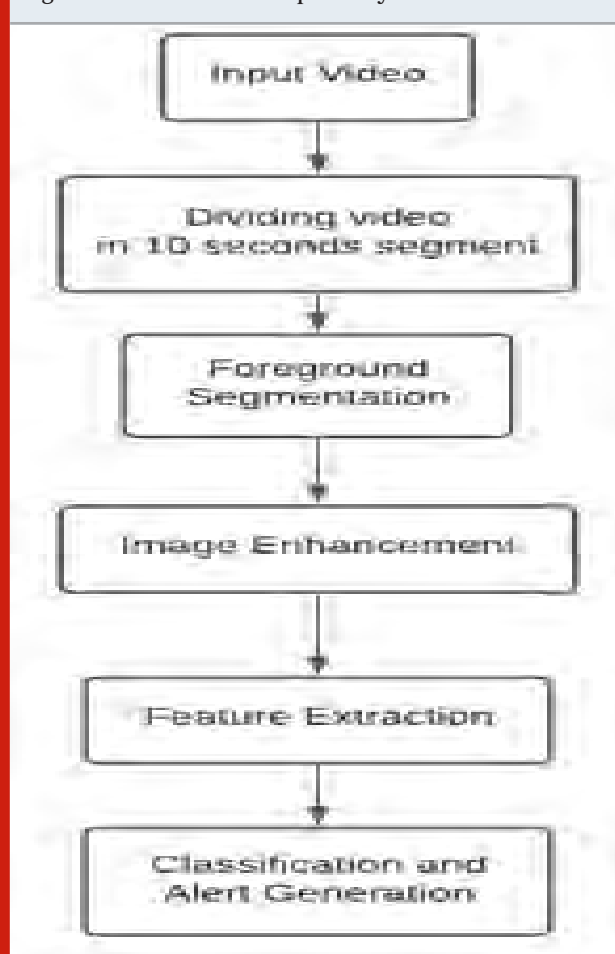 Input Video
Dividing video
in 10 seconds segment
Foreground
Segmentation
Image Enhancement
Feature Extraction
Classification and
Alert Generation